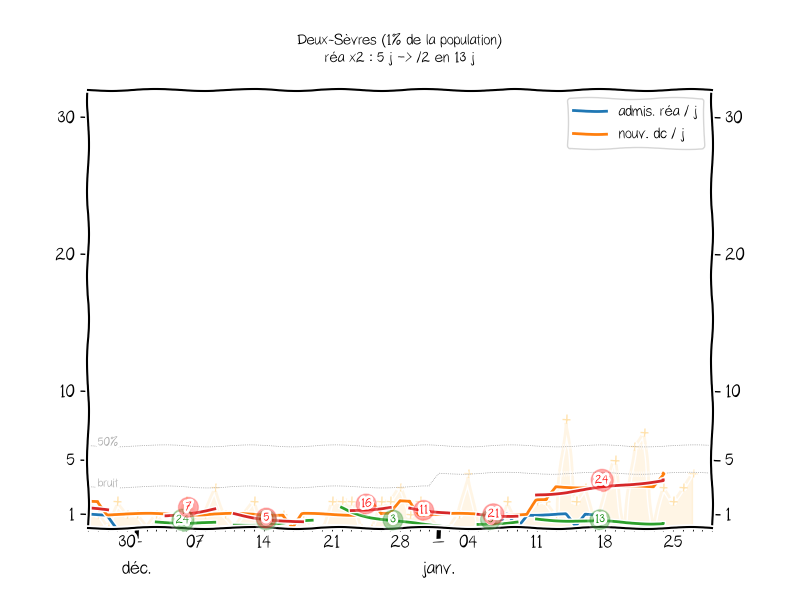 Deux-Sèvres (1% de la population)
réa x2 : 5 j -> /2 en 13 j
admis. réa / j
nouv. dc / j
30 30
20 20
10 10
50%
5 5
bruit
1 1
7 24 5 16 3 11 21 24 13
30 07 14 21 28 04 11 18 25
déc. janv.